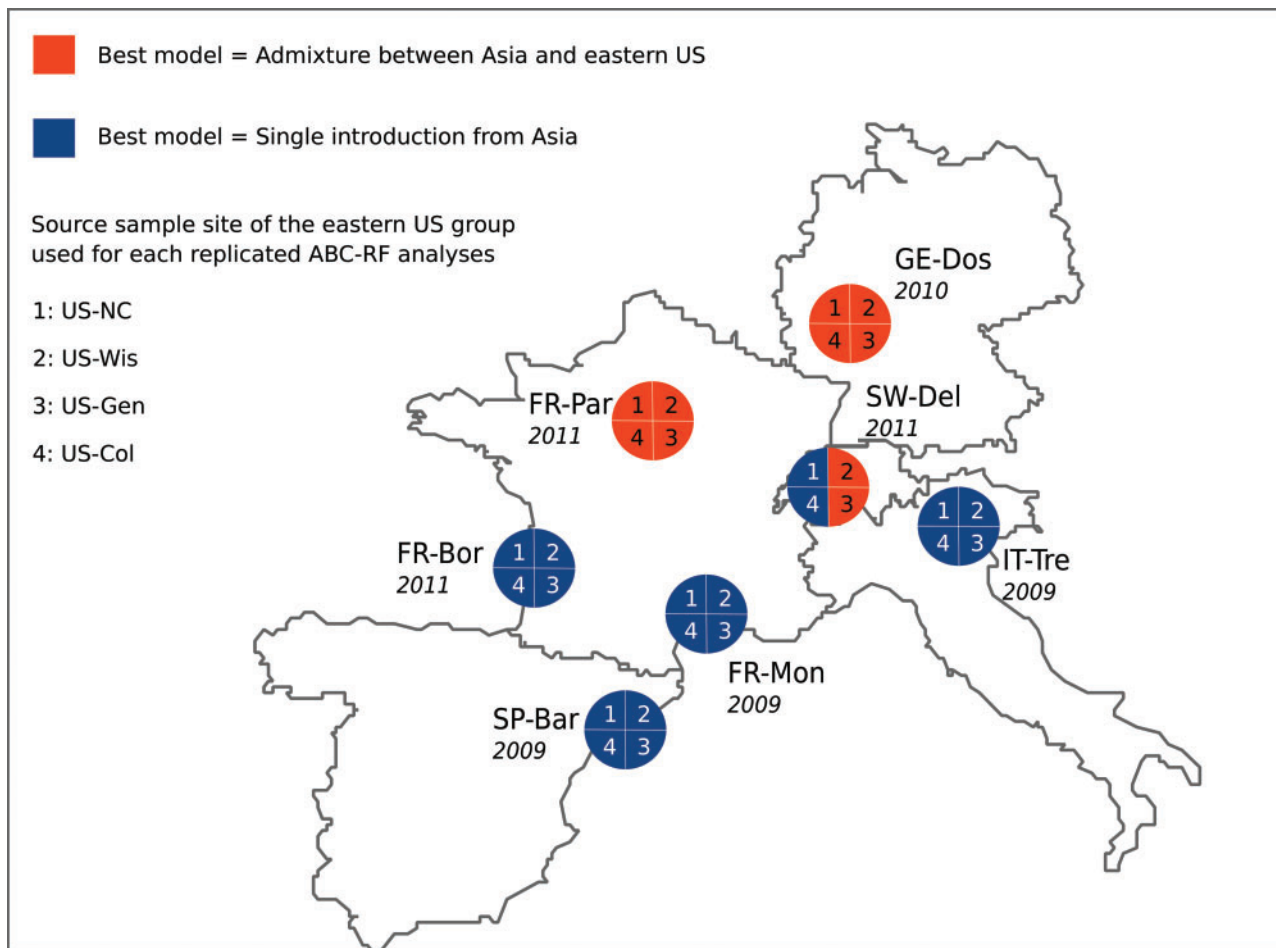 Best model = Admixture between Asia and eastern US
Best model = Single introduction from Asia
Source sample site of the eastern US group
used for each replicated ABC-RF analyses
1: US-NC
2: US-Wis
3: US-Gen
4: US-Col
GE-Dos
2010
1 2
4 3
SW-Del
2011
1 2
4 3
FR-Par
2011
1 2
4 3
IT-Tre
2009
1 2
4 3
FR-Bor
2011
1 2
4 3
FR-Mon
2009
1 2
4 3
SP-Bar
2009
1 2
4 3